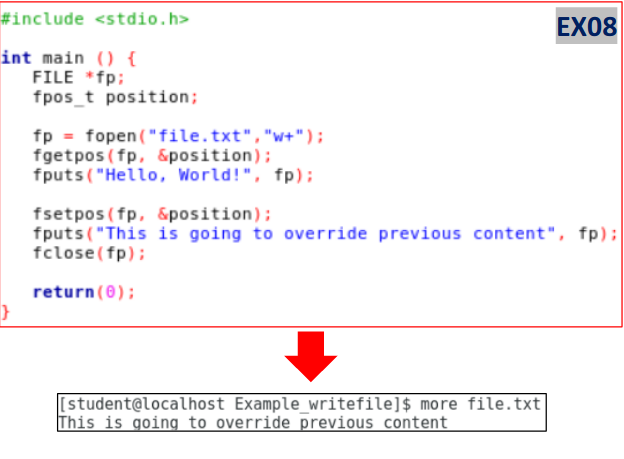 #include <stdio.h>
EX08
int main () {
FILE *fp;
fpos_t position;
fp = fopen("file.txt","w+");
fgetpos(fp, &position);
fputs("Hello, World!", fp);
fsetpos(fp, &position);
fputs("This is going to override previous content", fp);
fclose(fp);
return(0);
}
[student@localhost Example_writefile]$ more file.txt
This is going to override previous content